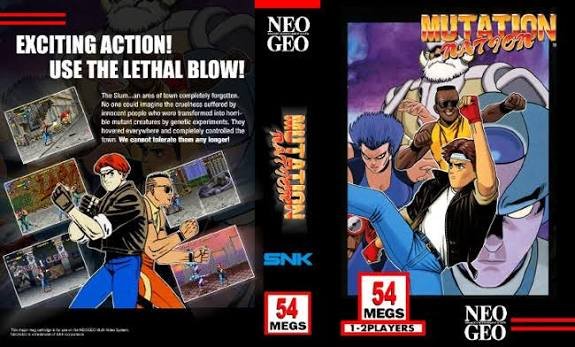 EXCITING ACTION!
USE THE LETHAL BLOW!
The Slum...an area of town completely forgotten.
No one could imagine the cruelness suffered by
innocent people who were transformed into horri-
ble mutant creatures by genetic experiments. They
hovered everywhere and completely controlled the
town. We cannot tolerate them any longer!
NEO
GEO
MUTATION
NATION
SNK
54
MEGS
MUTATION
NATION
54
MEGS
1-2PLAYERS
NEO
GEO